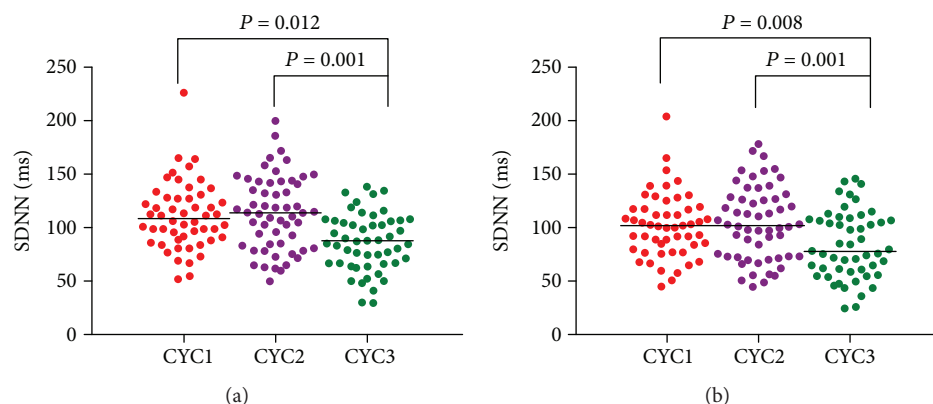 P = 0.012
P = 0.001
SDNN (ms)
250
200
150
100
50
0
CYC1 CYC2 CYC3
(a)
P = 0.008
P = 0.001
SDNN (ms)
250
200
150
100
50
0
CYC1 CYC2 CYC3
(b)